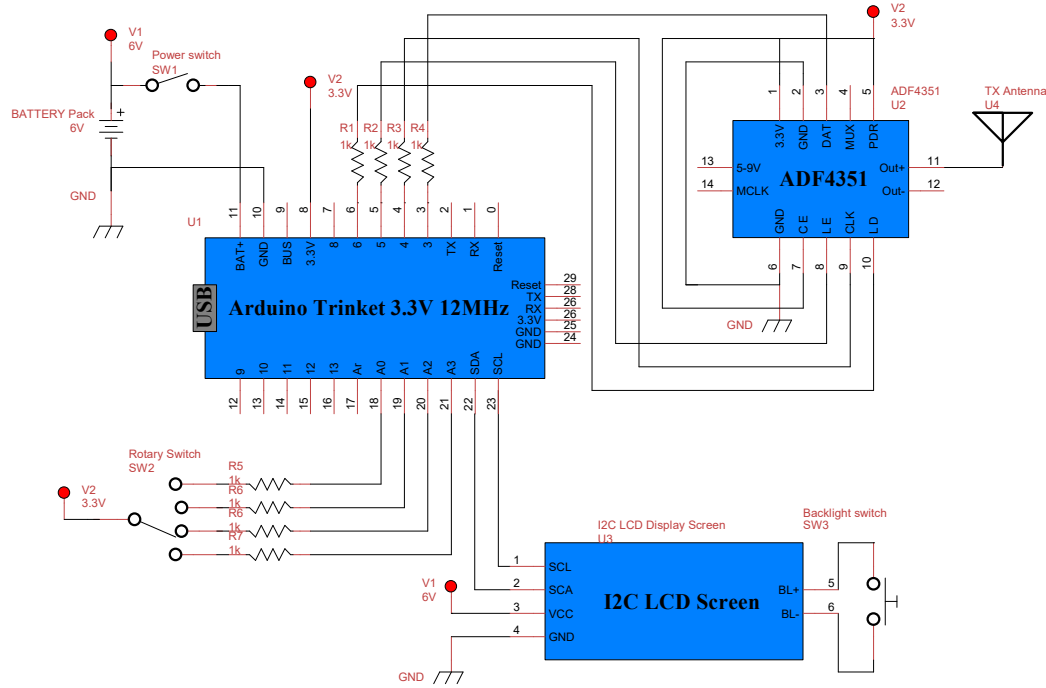 V1
6V
Power switch
SW1
BATTERY Pack
6V
+
GND
V2
3.3V
R1 R2 R3 R4
1k 1k 1k 1k
V2
3.3V
ADF4351
U2
TX Antenna
U4
1 2 3 4 5
3.3V GND DAT MUX PDR
13 5-9V
14 MCLK
ADF4351
Out+ 11
Out- 12
GND CE LE CLK LD
6 7 8 9 10
GND
U1
11 10 9 8 7 6 5 4 3 2 1 0
BAT+ GND BUS 3.3V 8 6 5 4 3 TX RX Reset
USB
Arduino Trinket 3.3V 12MHz
Reset 29
TX 28
RX 26
3.3V 26
GND 25
GND 24
9 10 11 12 13 Ar A0 A1 A2 A3 SDA SCL
12 13 14 15 16 17 18 19 20 21 22 23
Rotary Switch
SW2
V2
3.3V
R5
1k
R6
1k
R6
1k
R7
1k
I2C LCD Display Screen
U3
Backlight switch
SW3
1 SCL
2 SCA
3 VCC
4 GND
I2C LCD Screen
BL+ 5
BL- 6
V1
6V
GND